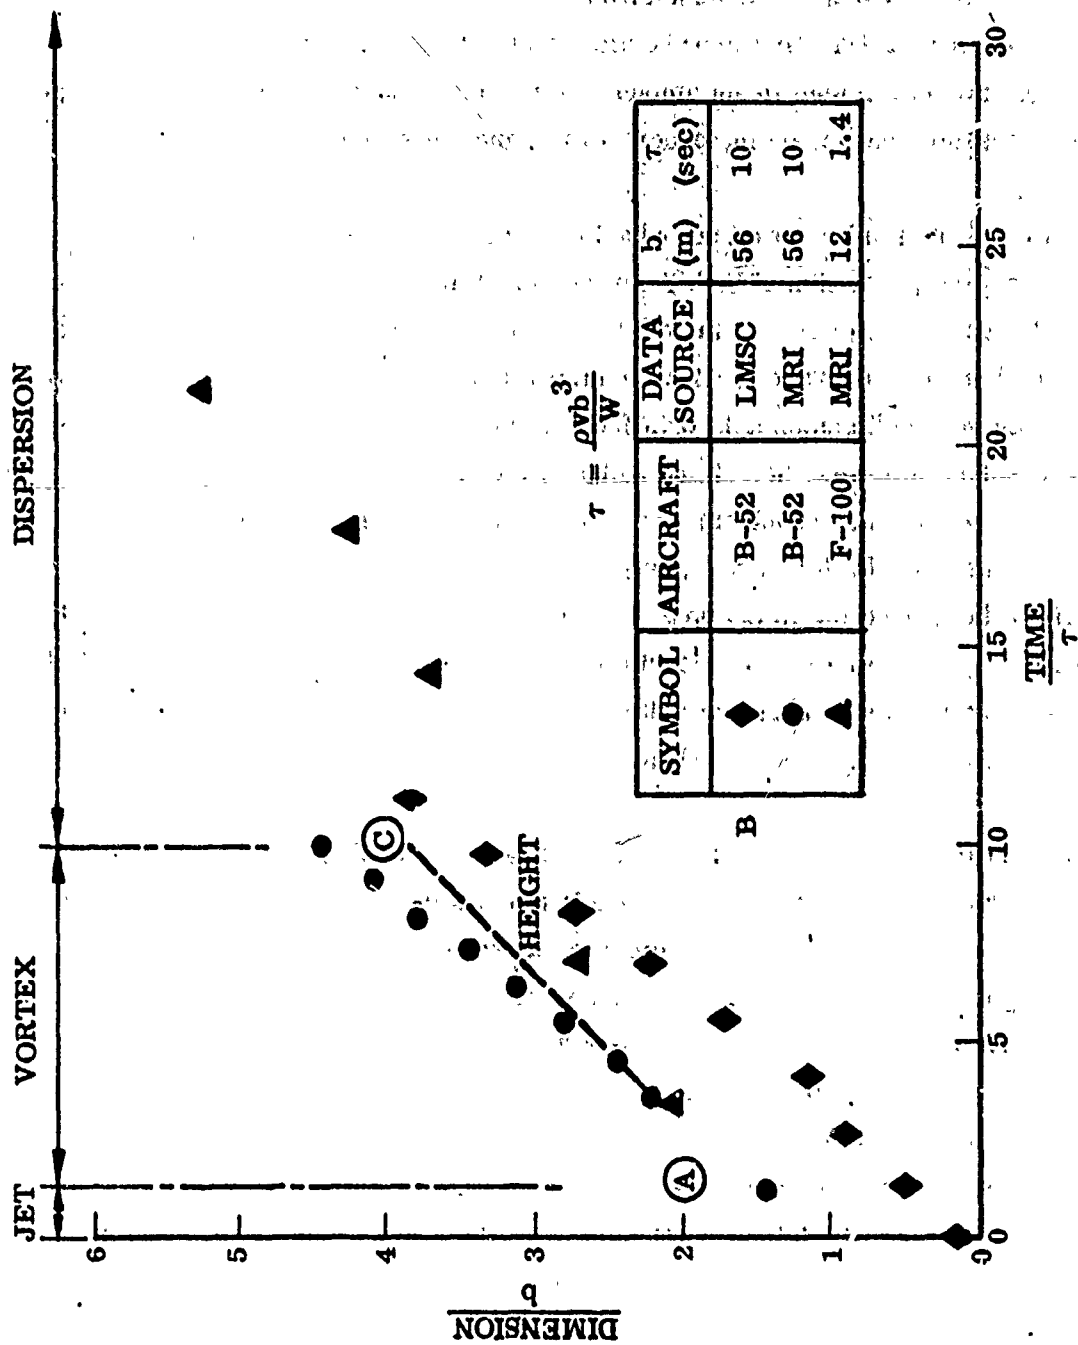 JET
VORTEX
DISPERSION
6
5
4
3
2
1
0
DIMENSION
b
C
A
HEIGHT
B
τ = ρvb³
W
SYMBOL AIRCRAFT DATA SOURCE b (m) τ (sec)
◆ B-52 LMSC 56 10
● B-52 MRI 56 10
▲ F-100 MRI 12 1.4
0 5 10 15 20 25 30
TIME
τ